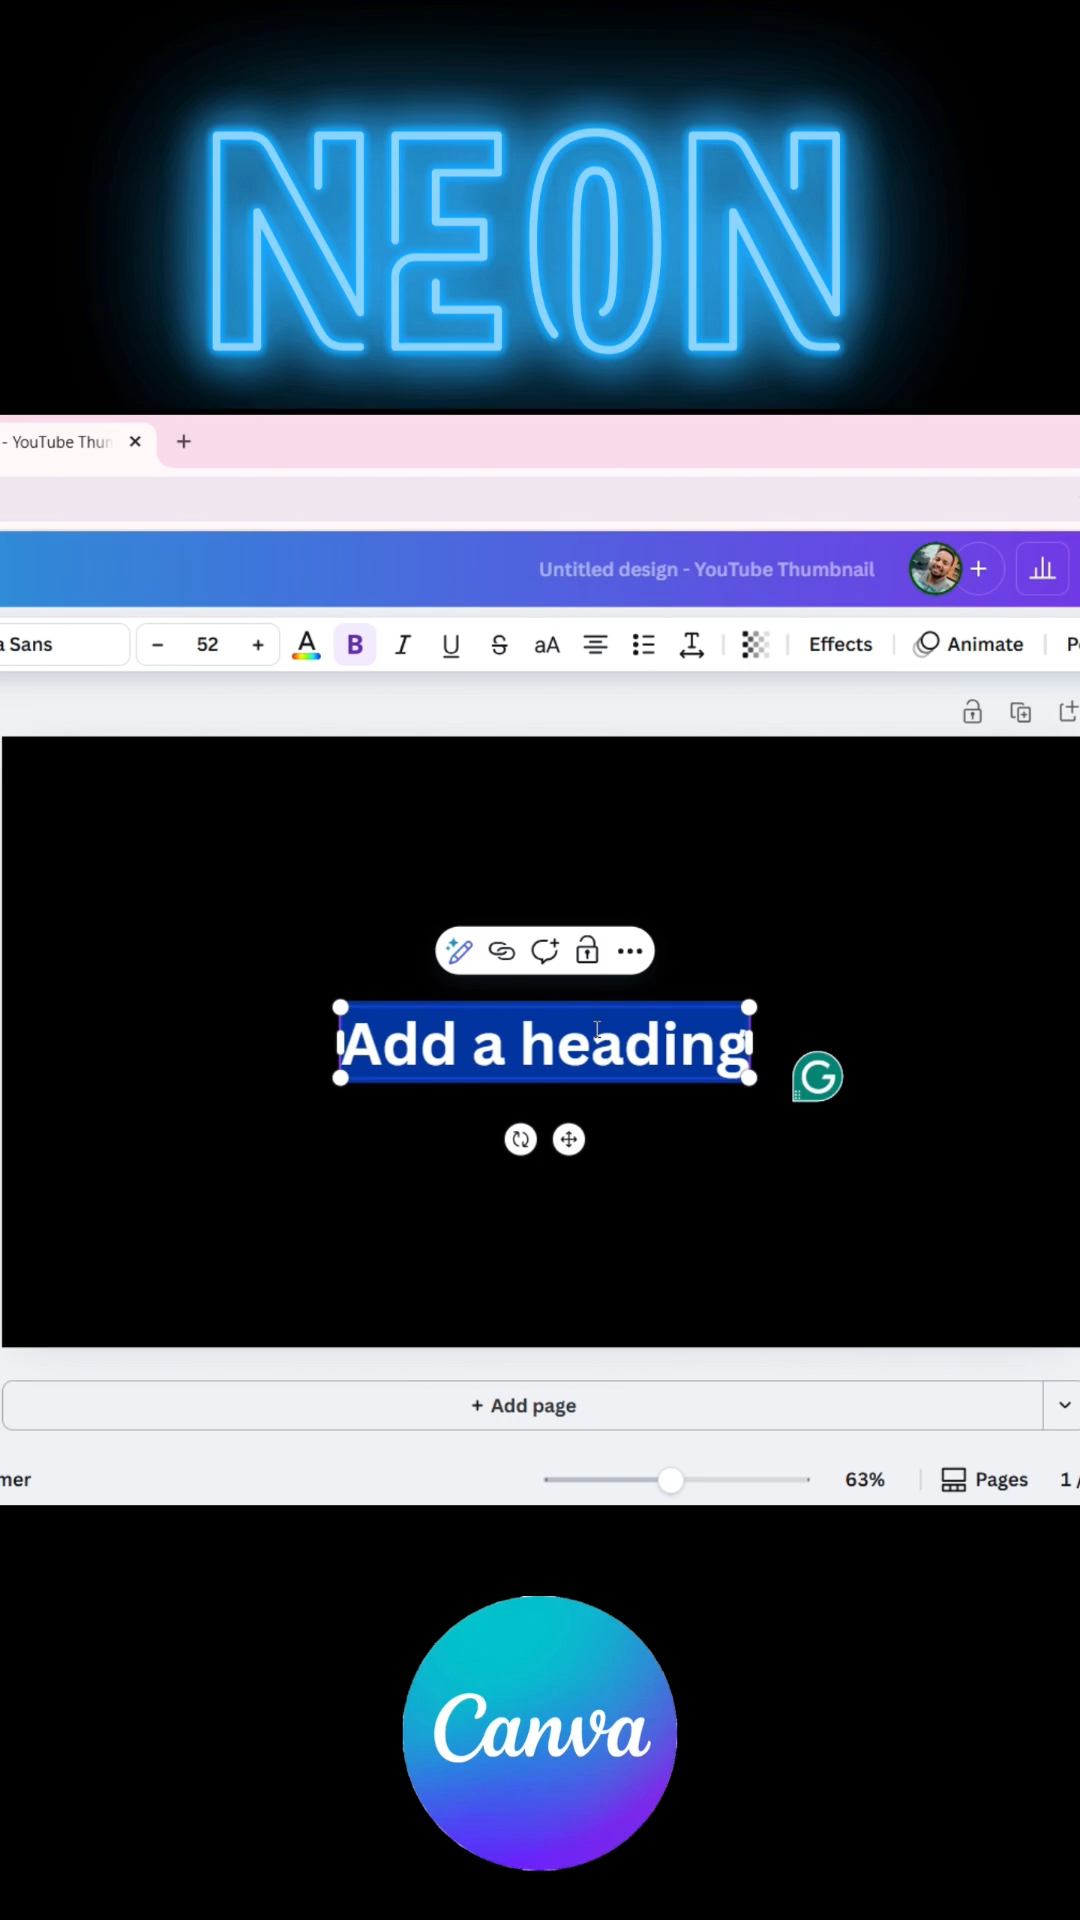 NEON
- YouTube Thu
Untitled design - YouTube Thumbnail
a Sans
52
A B I U S aA
Effects
Animate
Add a heading
G
+ Add page
mer
63%
Pages
1 /
Canva